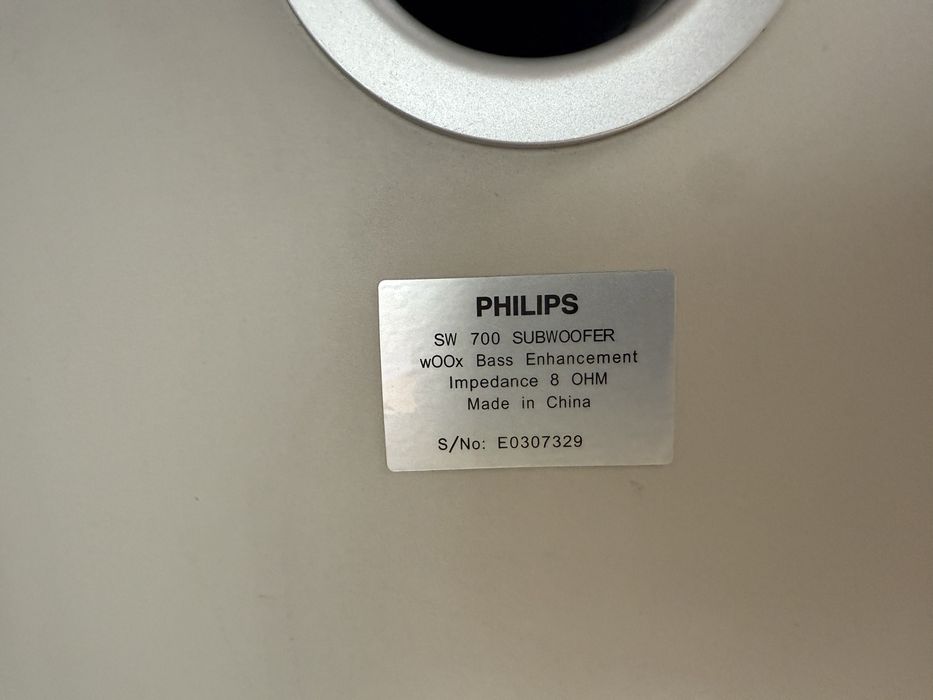 PHILIPS
SW 700 SUBWOOFER
wOOx Bass Enhancement
Impedance 8 OHM
Made in China
S/No: E0307329